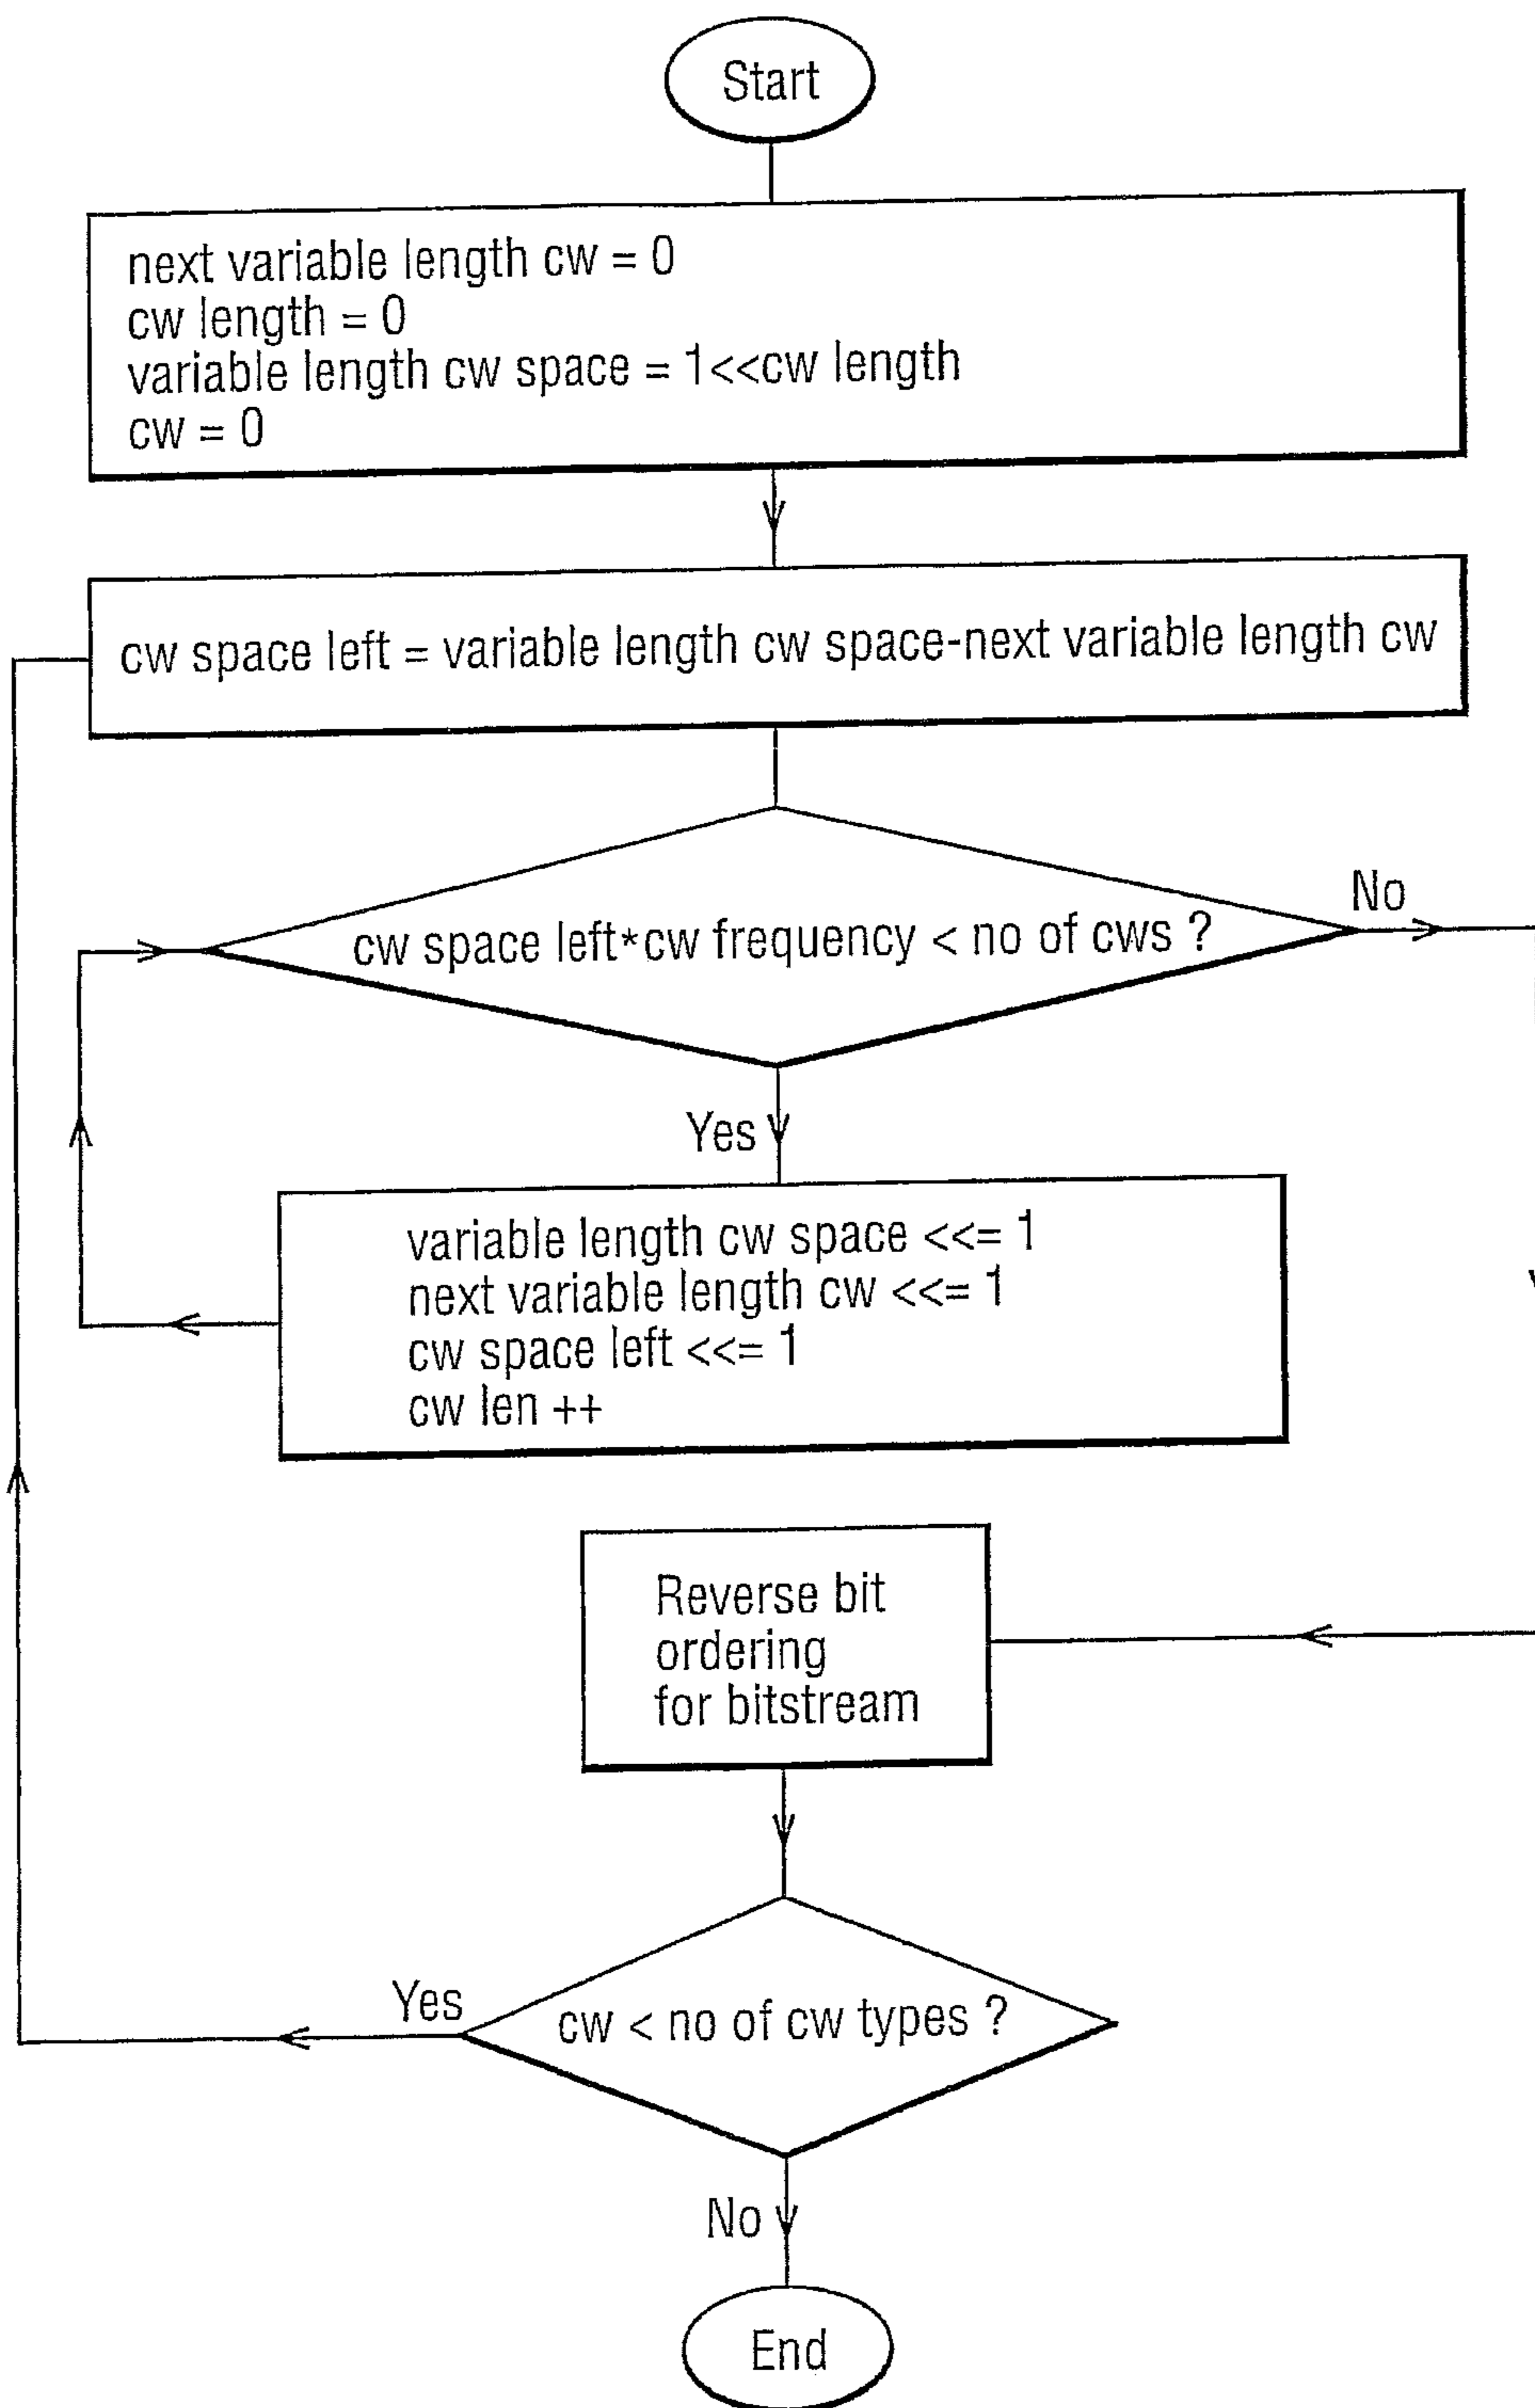 Start
next variable length cw = 0
cw length = 0
variable length cw space = 1<<cw length
cw = 0
cw space left = variable length cw space-next variable length cw
cw space left*cw frequency < no of cws ?
No
Yes
variable length cw space <<= 1
next variable length cw <<= 1
cw space left <<= 1
cw len ++
Reverse bit
ordering
for bitstream
Yes
cw < no of cw types ?
No
End